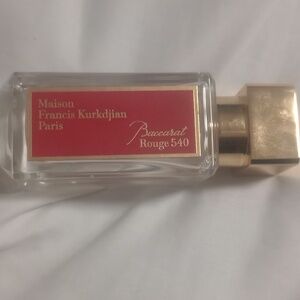 Maison
Francis Kurkdjian
Paris
Baccarat
Rouge 540